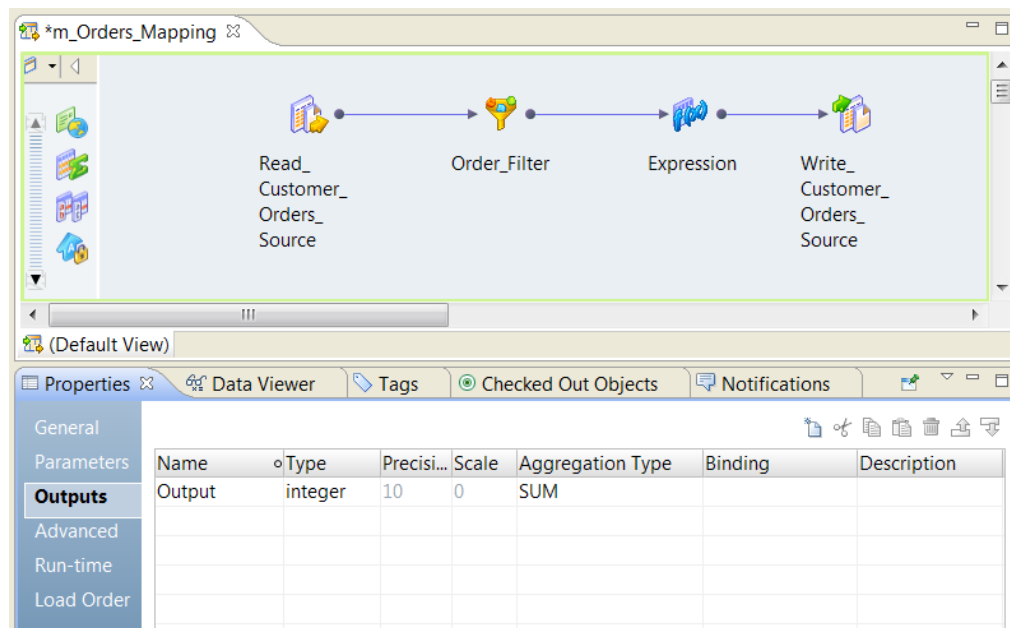 *m_Orders_Mapping
Read_
Customer_
Orders_
Source
Order_Filter
Expression
Write_
Customer_
Orders_
Source
(Default View)
Properties Data Viewer Tags Checked Out Objects Notifications
General
Parameters
Outputs
Advanced
Run-time
Load Order
Name Type Precisi... Scale Aggregation Type Binding Description
Output integer 10 0 SUM